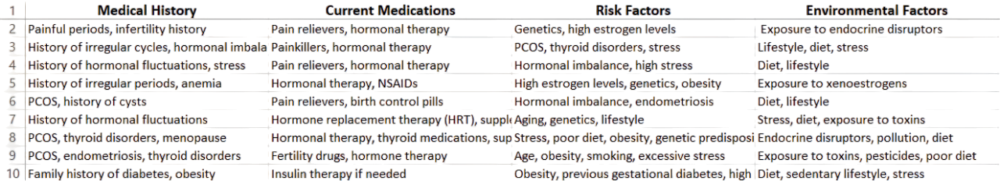 1 Medical History Current Medications Risk Factors Environmental Factors
2 Painful periods, infertility history Pain relievers, hormonal therapy Genetics, high estrogen levels Exposure to endocrine disruptors
3 History of irregular cycles, hormonal imbala Painkillers, hormonal therapy PCOS, thyroid disorders, stress Lifestyle, diet, stress
4 History of hormonal fluctuations, stress Pain relievers, hormonal therapy Hormonal imbalance, high stress Diet, lifestyle
5 History of irregular periods, anemia Hormonal therapy, NSAIDs High estrogen levels, genetics, obesity Exposure to xenoestrogens
6 PCOS, history of cysts Pain relievers, birth control pills Hormonal imbalance, endometriosis Diet, lifestyle
7 History of hormonal fluctuations Hormone replacement therapy (HRT), supple Aging, genetics, lifestyle Stress, diet, exposure to toxins
8 PCOS, thyroid disorders, menopause Hormonal therapy, thyroid medications, sup Stress, poor diet, obesity, genetic predisposi Endocrine disruptors, pollution, diet
9 PCOS, endometriosis, thyroid disorders Fertility drugs, hormone therapy Age, obesity, smoking, excessive stress Exposure to toxins, pesticides, poor diet
10 Family history of diabetes, obesity Insulin therapy if needed Obesity, previous gestational diabetes, high Diet, sedentary lifestyle, stress